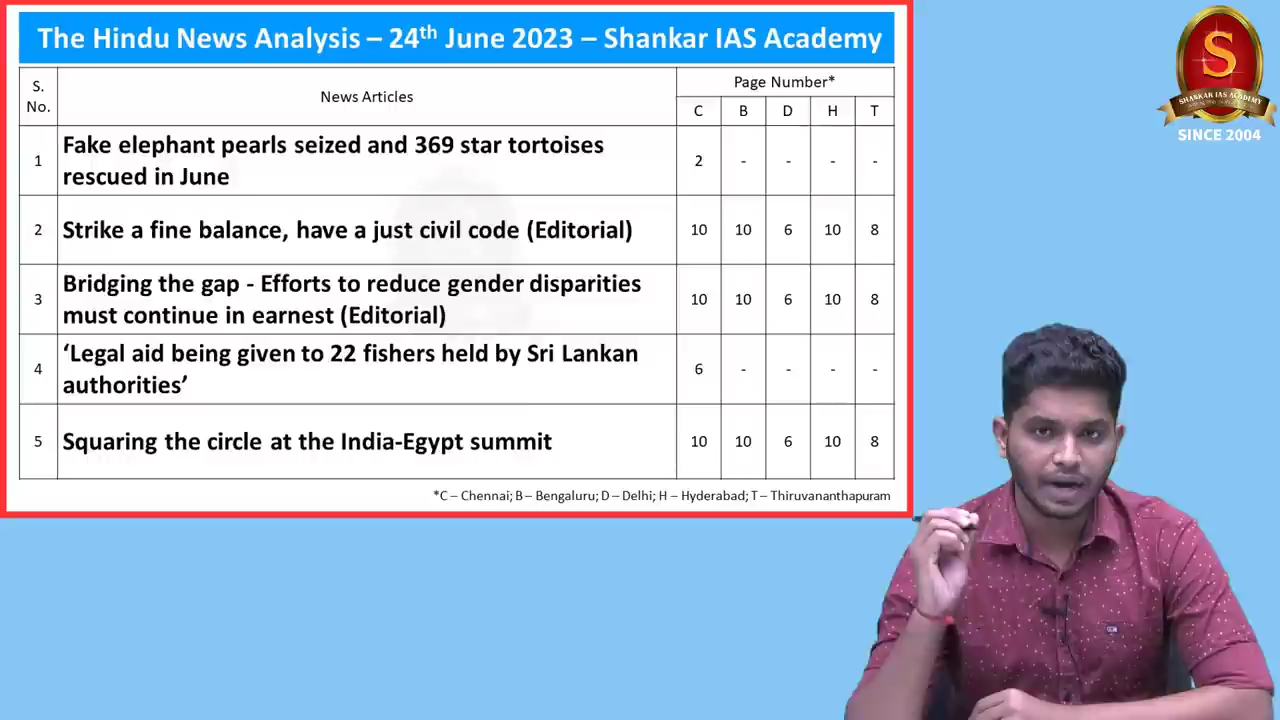 The Hindu News Analysis – 24th June 2023 – Shankar IAS Academy
S. No.
News Articles
Page Number*
C B D H T
1 Fake elephant pearls seized and 369 star tortoises
rescued in June 2 - - - -
2 Strike a fine balance, have a just civil code (Editorial) 10 10 6 10 8
3 Bridging the gap - Efforts to reduce gender disparities
must continue in earnest (Editorial) 10 10 6 10 8
4 ‘Legal aid being given to 22 fishers held by Sri Lankan
authorities’ 6 - - - -
5 Squaring the circle at the India-Egypt summit 10 10 6 10 8
*C – Chennai; B – Bengaluru; D – Delhi; H – Hyderabad; T – Thiruvananthapuram
S
SHANKAR IAS ACADEMY
SINCE 2004